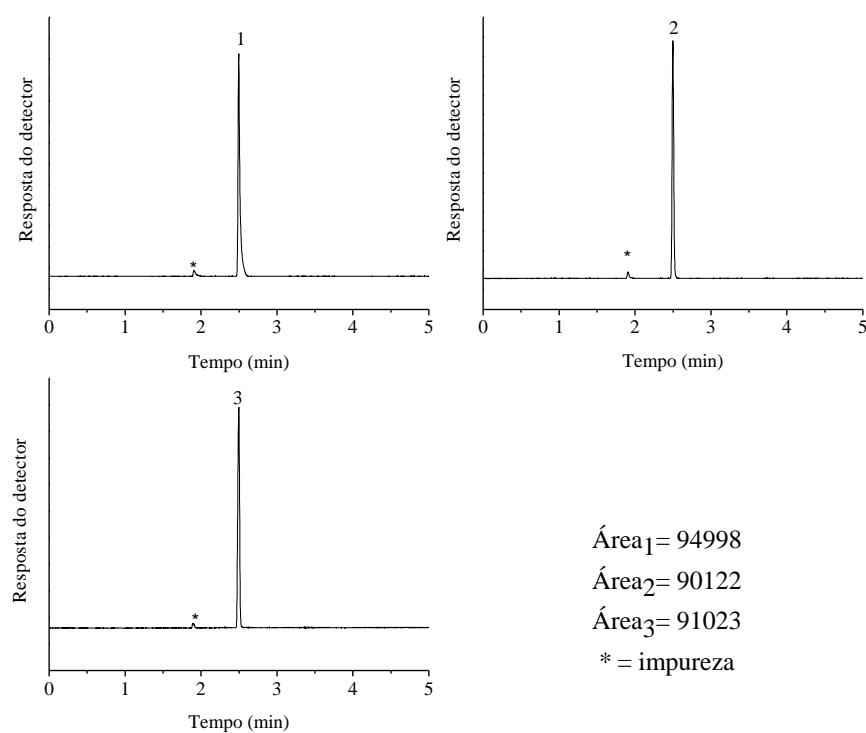 1
Resposta do detector
*
0 1 2 3 4 5
Tempo (min)
2
Resposta do detector
*
0 1 2 3 4 5
Tempo (min)
3
Resposta do detector
*
0 1 2 3 4 5
Tempo (min)
Área1= 94998
Área2= 90122
Área3= 91023
* = impureza